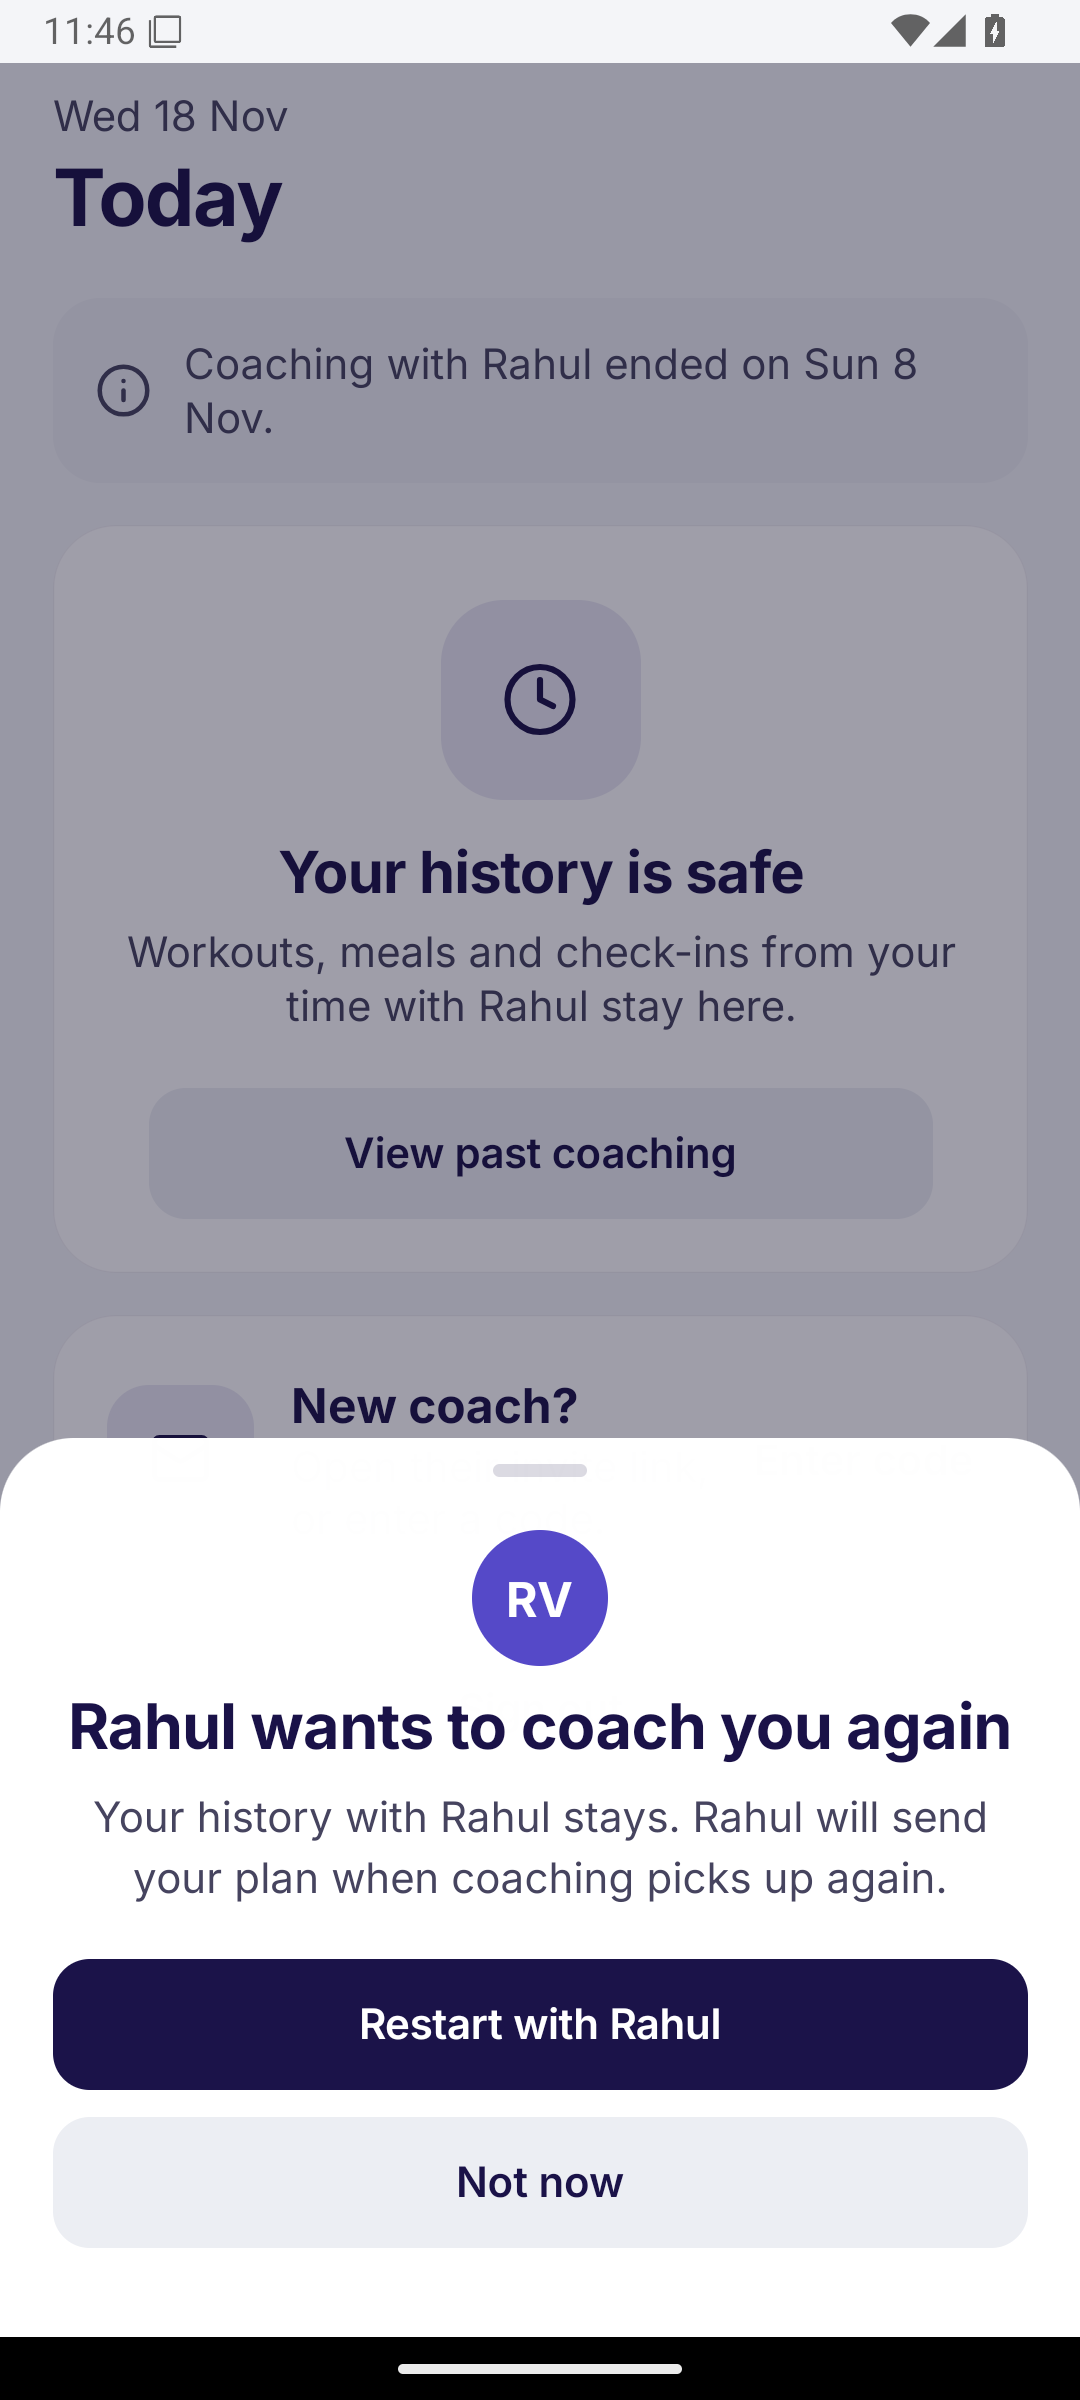 11:46
Wed 18 Nov
Today
Coaching with Rahul ended on Sun 8
Nov.
Your history is safe
Workouts, meals and check-ins from your
time with Rahul stay here.
View past coaching
New coach?
RV
Rahul wants to coach you again
Your history with Rahul stays. Rahul will send
your plan when coaching picks up again.
Restart with Rahul
Not now